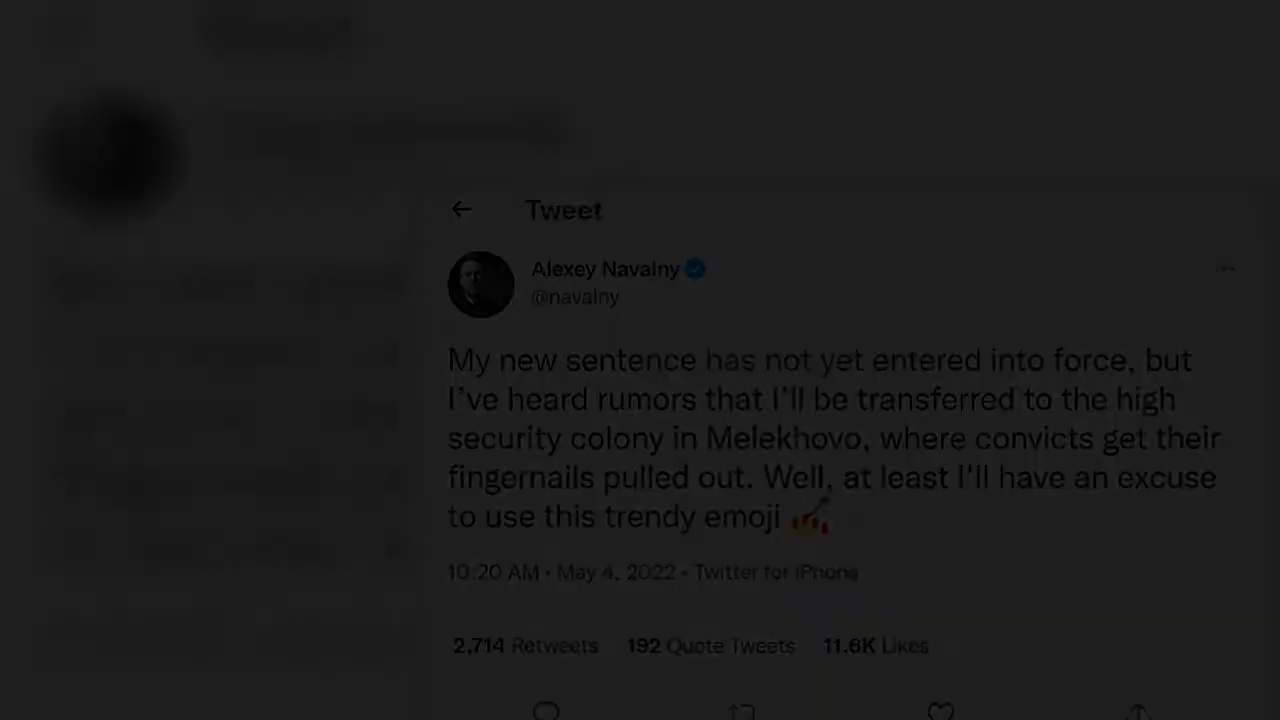 Tweet
Alexey Navalny
@navalny
My new sentence has not yet entered into force, but
I've heard rumors that I'll be transferred to the high
security colony in Melekhovo, where convicts get their
fingernails pulled out. Well, at least I'll have an excuse
to use this trendy emoji 💅
10:20 AM · May 4, 2022 · Twitter for iPhone
2,714 Retweets 192 Quote Tweets 11.6K Likes